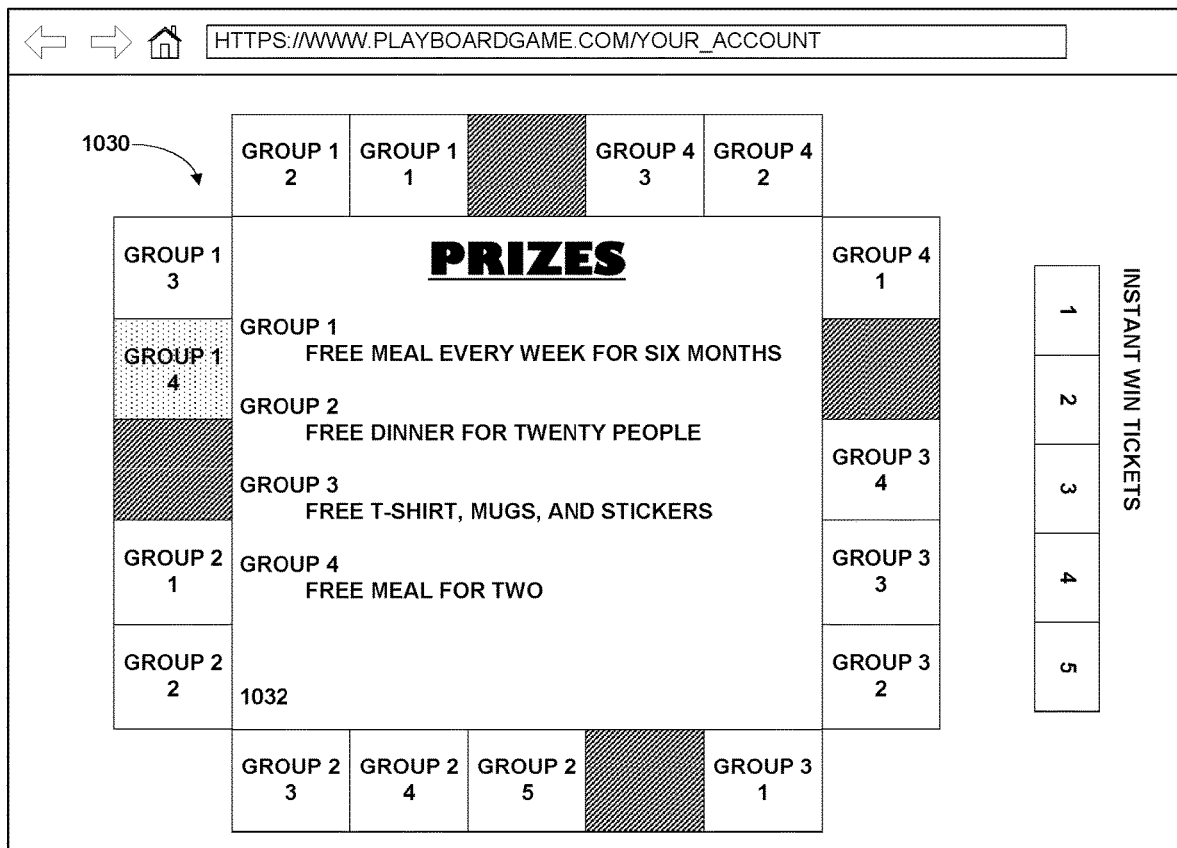 HTTPS://WWW.PLAYBOARDGAME.COM/YOUR_ACCOUNT
1030
GROUP 1
2
GROUP 1
1
GROUP 4
3
GROUP 4
2
GROUP 1
3
GROUP 1
4
GROUP 2
1
GROUP 2
2
PRIZES
GROUP 1
FREE MEAL EVERY WEEK FOR SIX MONTHS
GROUP 2
FREE DINNER FOR TWENTY PEOPLE
GROUP 3
FREE T-SHIRT, MUGS, AND STICKERS
GROUP 4
FREE MEAL FOR TWO
1032
GROUP 4
1
GROUP 3
4
GROUP 3
3
GROUP 3
2
GROUP 2
3
GROUP 2
4
GROUP 2
5
GROUP 3
1
INSTANT WIN TICKETS
1
2
3
4
5